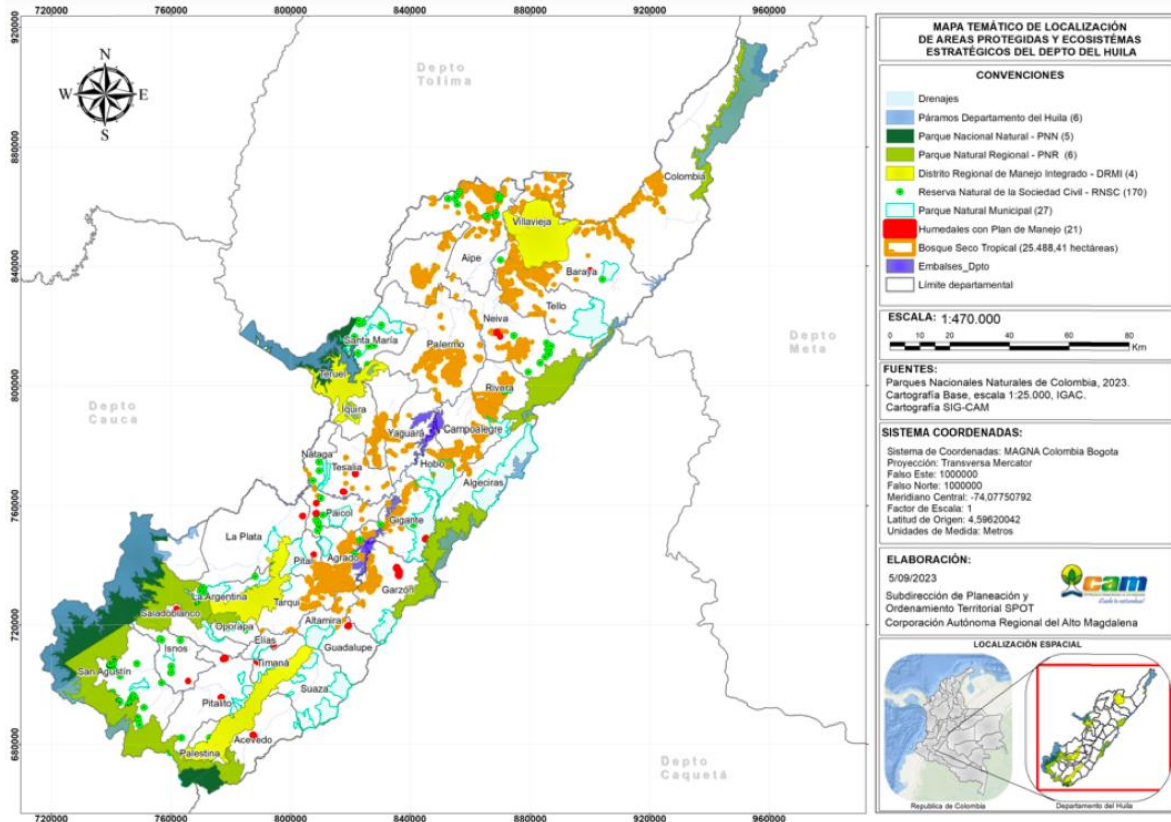 720000 760000 800000 840000 880000 920000 960000
920000
880000
840000
800000
760000
720000
680000
N
W E
S
Depto
Tolima
Depto
Meta
Depto
Cauca
Depto
Caquetá
Colombia
Villavieja
Aipe
Baraya
Tello
Neiva
Santa María
Palermo
Teruel
Rivera
Iquira
Yaguará
Campoalegre
Nátaga
Tesalia
Hobo
Algeciras
Paicol
Gigante
La Plata
Pital
Agrado
Garzón
La Argentina
Tarqui
Saladoblanco
Oporapa
Altamira
Elías
Guadalupe
Isnos
Timaná
San Agustín
Suaza
Pitalito
Acevedo
Palestina
720000 760000 800000 840000 880000 920000 960000
MAPA TEMÁTICO DE LOCALIZACIÓN
DE AREAS PROTEGIDAS Y ECOSISTÉMAS
ESTRATÉGICOS DEL DEPTO DEL HUILA
CONVENCIONES
Drenajes
Páramos Departamento del Huila (6)
Parque Nacional Natural - PNN (5)
Parque Natural Regional - PNR (6)
Distrito Regional de Manejo Integrado - DRMI (4)
Reserva Natural de la Sociedad Civil - RNSC (170)
Parque Natural Municipal (27)
Humedales con Plan de Manejo (21)
Bosque Seco Tropical (25.488,41 hectáreas)
Embalses_Dpto
Límite departamental
ESCALA: 1:470.000
0 20 40 60 80
Km
FUENTES:
Parques Nacionales Naturales de Colombia, 2023.
Cartografía Base, escala 1:25.000, IGAC.
Cartografía SIG-CAM
SISTEMA COORDENADAS:
Sistema de Coordenadas: MAGNA Colombia Bogota
Proyección: Transversa Mercator
Falso Este: 1000000
Falso Norte: 1000000
Meridiano Central: -74,07750792
Factor de Escala: 1
Latitud de Origen: 4,59620042
Unidades de Medida: Metros
ELABORACIÓN:
5/09/2023
Subdirección de Planeación y
Ordenamiento Territorial SPOT
Corporación Autónoma Regional del Alto Magdalena
cam
LOCALIZACIÓN ESPACIAL
Republica de Colombia
Departamento del Huila